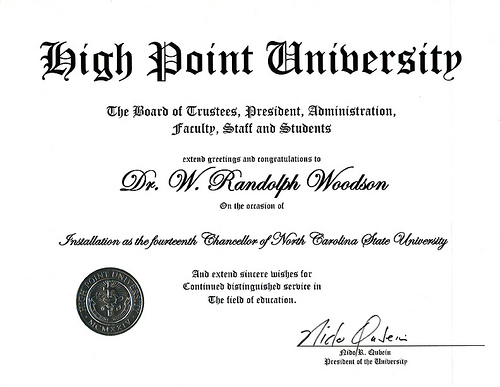 High Point University
The Board of Trustees, President, Administration,
Faculty, Staff and Students
extend greetings and congratulations to
Dr. W. Randolph Woodson
On the occasion of
Installation as the fourteenth Chancellor of North Carolina State University
And extend sincere wishes for
Continued distinguished service in
The field of education.
HIGH POINT UNIVERSITY
MCMXXIV
Nido Qubein
Nido R. Qubein
President of the University